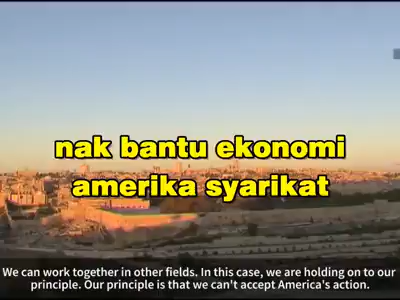 nak bantu ekonomi
amerika syarikat
We can work together in other fields. In this case, we are holding on to our
principle. Our principle is that we can't accept America's action.